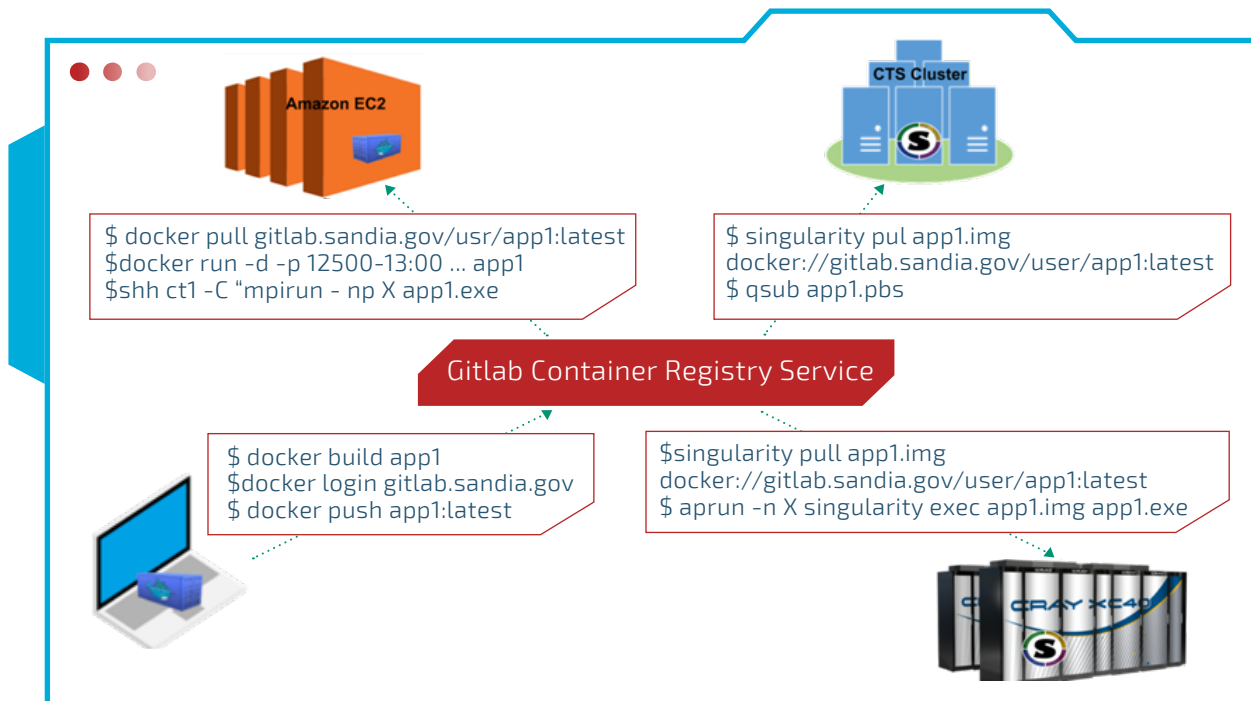 Amazon EC2
CTS Cluster
$ docker pull gitlab.sandia.gov/usr/app1:latest
$docker run -d -p 12500-13:00 ... app1
$shh ct1 -C “mpirun - np X app1.exe
$ singularity pul app1.img
docker://gitlab.sandia.gov/user/app1:latest
$ qsub app1.pbs
Gitlab Container Registry Service
$ docker build app1
$docker login gitlab.sandia.gov
$ docker push app1:latest
$singularity pull app1.img
docker://gitlab.sandia.gov/user/app1:latest
$ aprun -n X singularity exec app1.img app1.exe
CRAY XC40
S
S